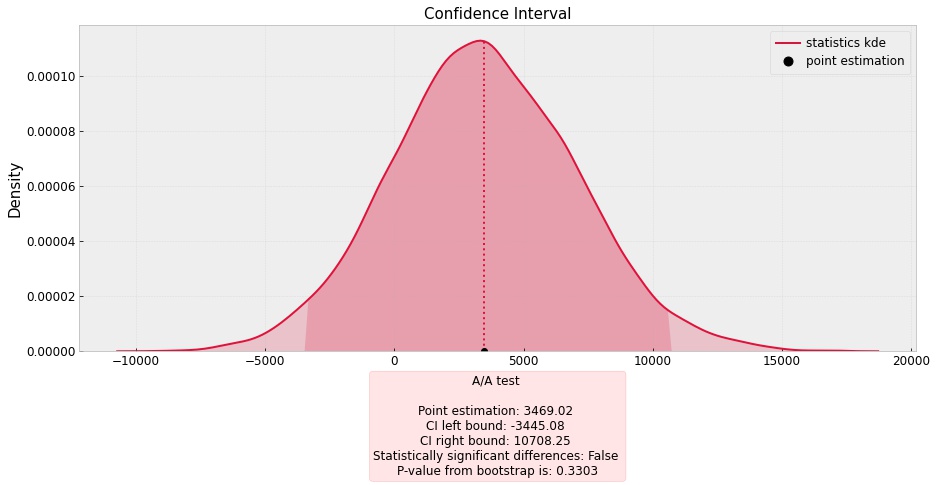 Confidence Interval
statistics kde
point estimation
Density
0.00010
0.00008
0.00006
0.00004
0.00002
0.00000
−10000 −5000 0 5000 10000 15000 20000
A/A test
Point estimation: 3469.02
CI left bound: -3445.08
CI right bound: 10708.25
Statistically significant differences: False
P-value from bootstrap is: 0.3303